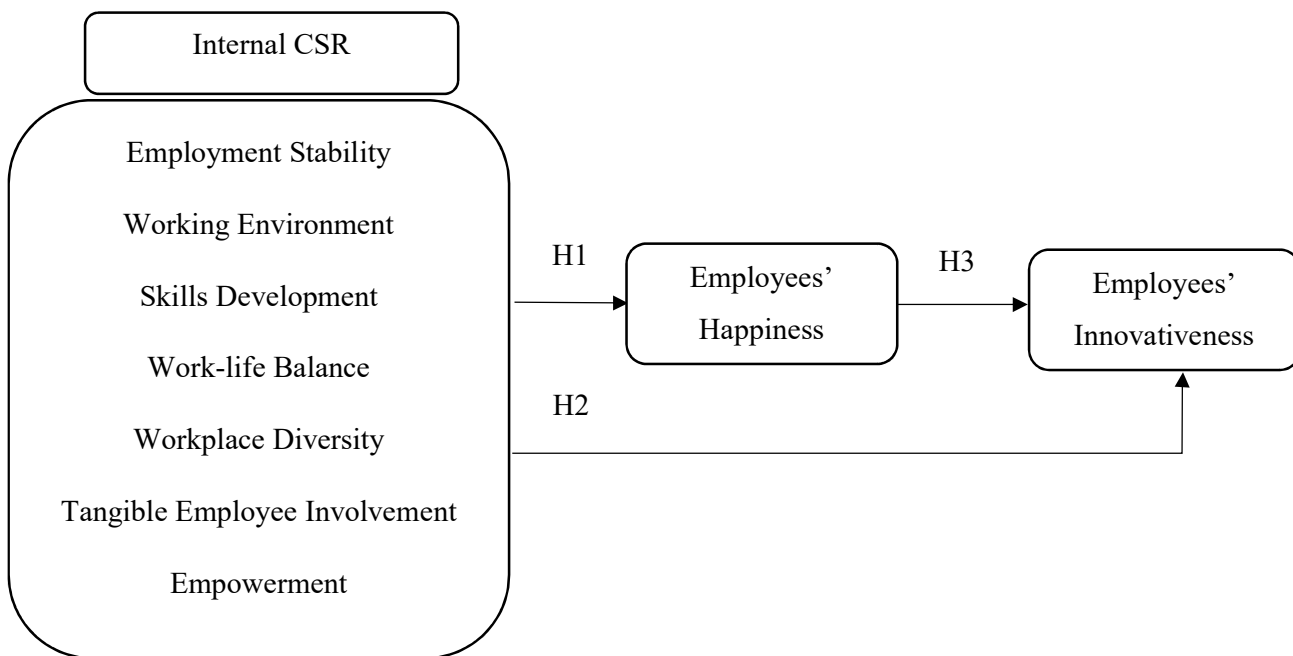 Internal CSR
Employment Stability
Working Environment
Skills Development
Work-life Balance
Workplace Diversity
Tangible Employee Involvement
Empowerment
H1
Employees’
Happiness
H3
Employees’
Innovativeness
H2